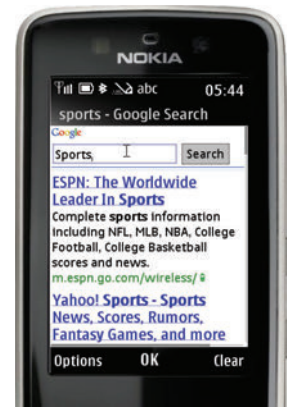 NOKIA
abc 05:44
sports - Google Search
Google
Sports, Search
ESPN: The Worldwide
Leader In Sports
Complete sports information
including NFL, MLB, NBA, College
Football, College Basketball
scores and news.
m.espn.go.com/wireless/
Yahoo! Sports - Sports
News, Scores, Rumors,
Fantasy Games, and more
Options OK Clear